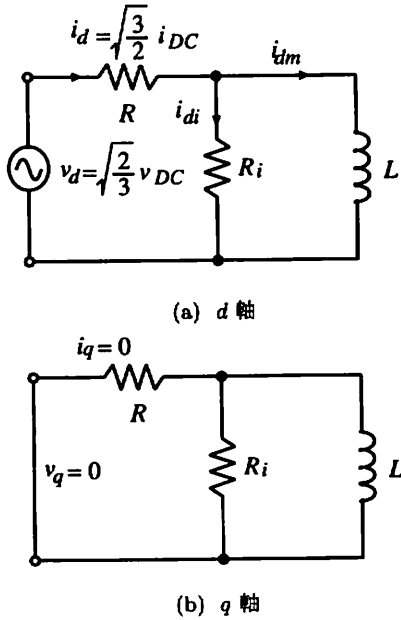 i_d = √(3/2) i_DC
i_dm
R
i_di
v_d = √(2/3) v_DC
R_i
L
(a) d 軸
i_q = 0
R
v_q = 0
R_i
L
(b) q 軸